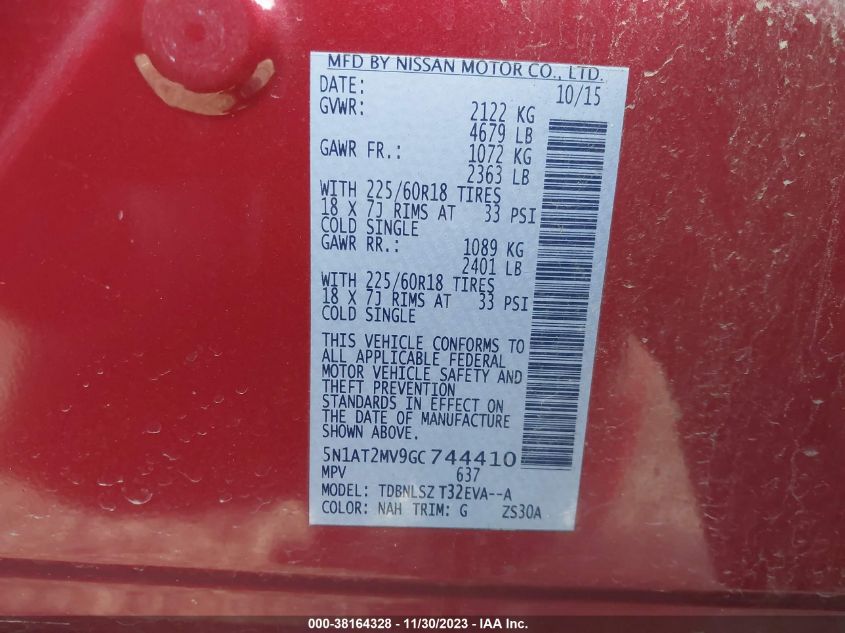 MFD BY NISSAN MOTOR CO., LTD.
DATE: 10/15
GVWR: 2122 KG
4679 LB
GAWR FR.: 1072 KG
2363 LB
WITH 225/60R18 TIRES
18 X 7J RIMS AT 33 PSI
COLD SINGLE
GAWR RR.: 1089 KG
2401 LB
WITH 225/60R18 TIRES
18 X 7J RIMS AT 33 PSI
COLD SINGLE
THIS VEHICLE CONFORMS TO
ALL APPLICABLE FEDERAL
MOTOR VEHICLE SAFETY AND
THEFT PREVENTION
STANDARDS IN EFFECT ON
THE DATE OF MANUFACTURE
SHOWN ABOVE.
5N1AT2MV9GC744410
MPV 637
MODEL: TDBNLSZ T32EVA--A
COLOR: NAH TRIM: G ZS30A
000-38164328 - 11/30/2023 - IAA Inc.